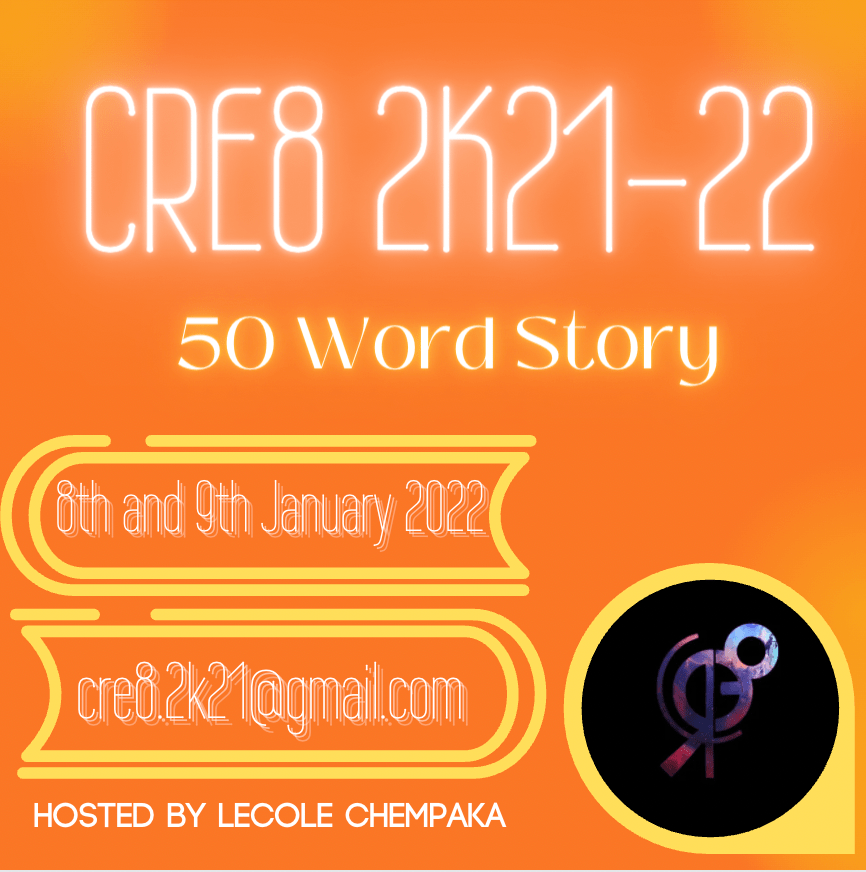 CRE8 2K21-22
50 Word Story
8th and 9th January 2022
cre8.2k21@gmail.com
HOSTED BY LECOLE CHEMPAKA